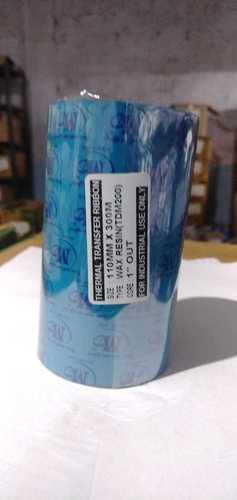 THERMAL TRANSFER RIBBON
SIZE : 110MM X 300M
TYPE : WAX RESIN(TDM200)
CORE : 1" OUT
FOR INDUSTRIAL USE ONLY